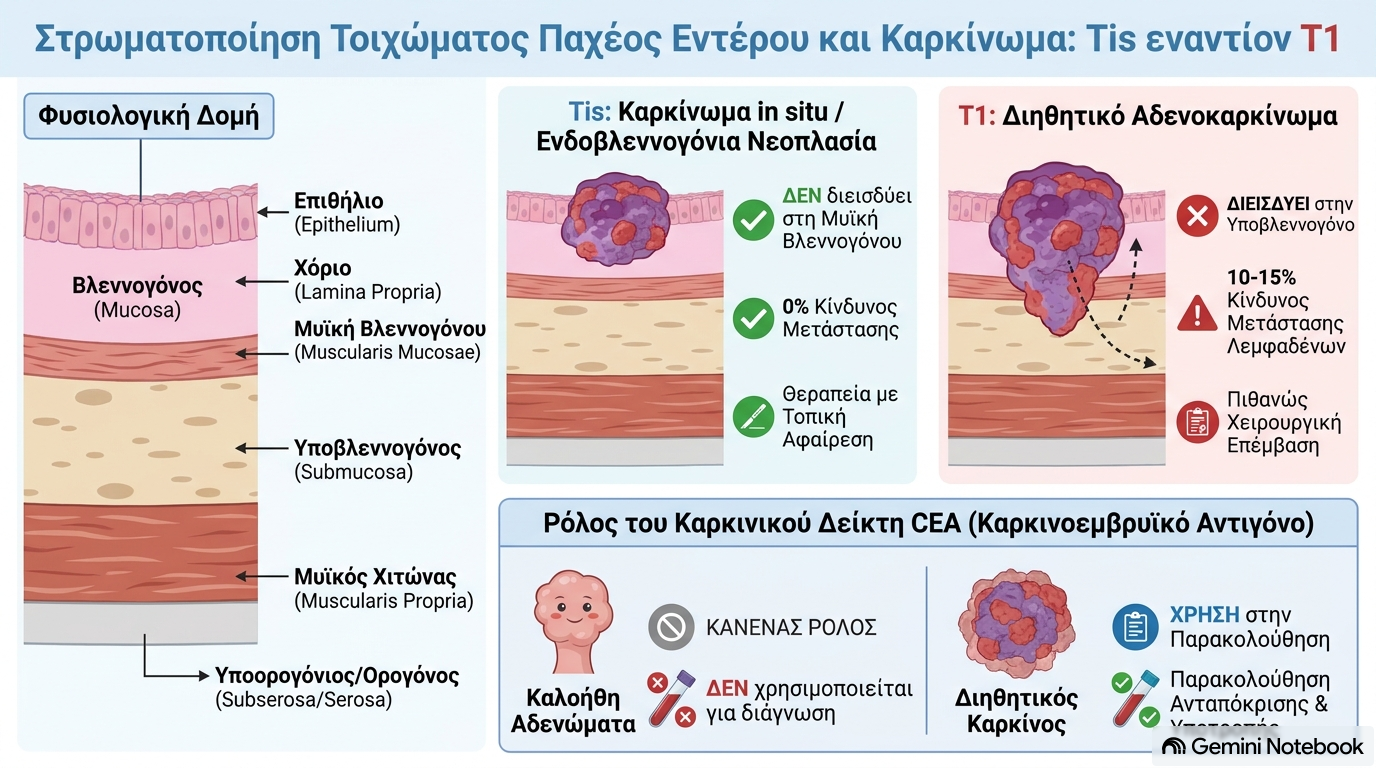 Στρωματοποίηση Τοιχώματος Παχέος Εντέρου και Καρκίνωμα: Tis εναντίον T1
Φυσιολογική Δομή
Επιθήλιο
(Epithelium)
Χόριο
(Lamina Propria)
Βλεννογόνος
(Mucosa)
Μυϊκή Βλεννογόνου
(Muscularis Mucosae)
Υποβλεννογόνος
(Submucosa)
Μυϊκός Χιτώνας
(Muscularis Propria)
Υποορογόνιος/Ορογόνος
(Subserosa/Serosa)
Tis: Καρκίνωμα in situ /
Ενδοβλεννογόνια Νεοπλασία
ΔΕΝ διεισδύει
στη Μυϊκή
Βλεννογόνου
0% Κίνδυνος
Μετάστασης
Θεραπεία με
Τοπική
Αφαίρεση
T1: Διηθητικό Αδενοκαρκίνωμα
ΔΙΕΙΣΔΥΕΙ στην
Υποβλεννογόνο
10-15%
Κίνδυνος
Μετάστασης
Λεμφαδένων
Πιθανώς
Χειρουργική
Επέμβαση
Ρόλος του Καρκινικού Δείκτη CEA (Καρκινοεμβρυϊκό Αντιγόνο)
Καλοήθη
Αδενώματα
ΚΑΝΕΝΑΣ ΡΟΛΟΣ
ΔΕΝ χρησιμοποιείται
για διάγνωση
Διηθητικός
Καρκίνος
ΧΡΗΣΗ στην
Παρακολούθηση
Παρακολούθηση
Ανταπόκρισης &
Gemini Notebook